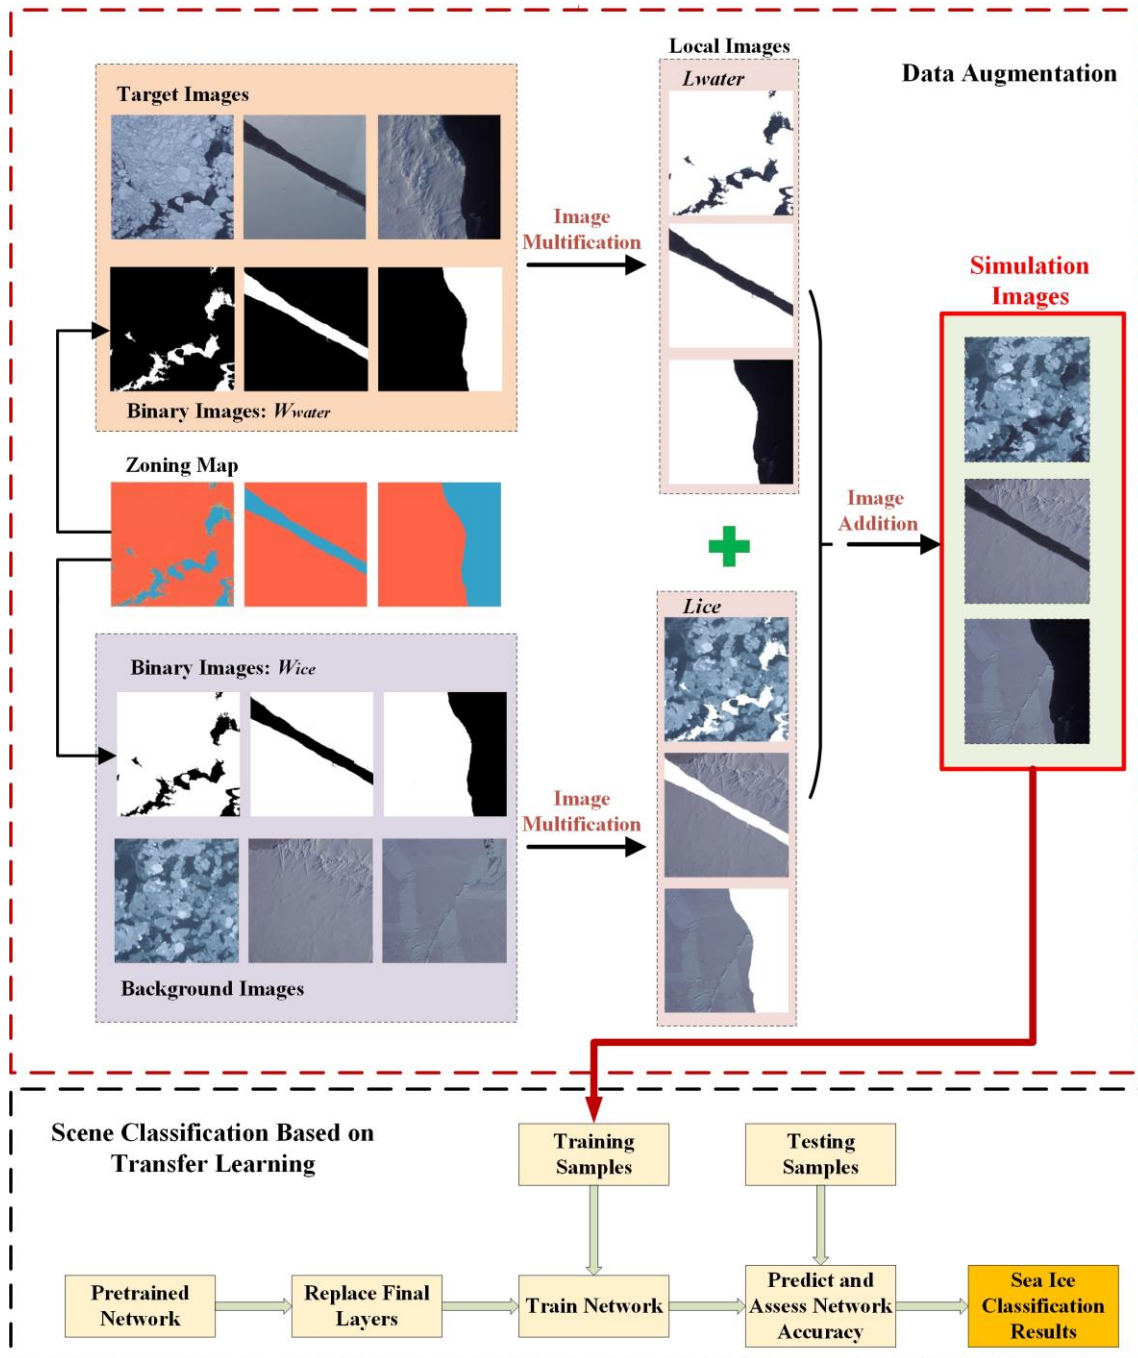 Data Augmentation
Target Images
Binary Images: Wwater
Image
Multification
Local Images
Lwater
Zoning Map
Binary Images: Wice
Background Images
Image
Multification
Lice
Image
Addition
Simulation
Images
Scene Classification Based on
Transfer Learning
Training
Samples
Testing
Samples
Pretrained
Network
Replace Final
Layers
Train Network
Predict and
Assess Network
Accuracy
Sea Ice
Classification
Results